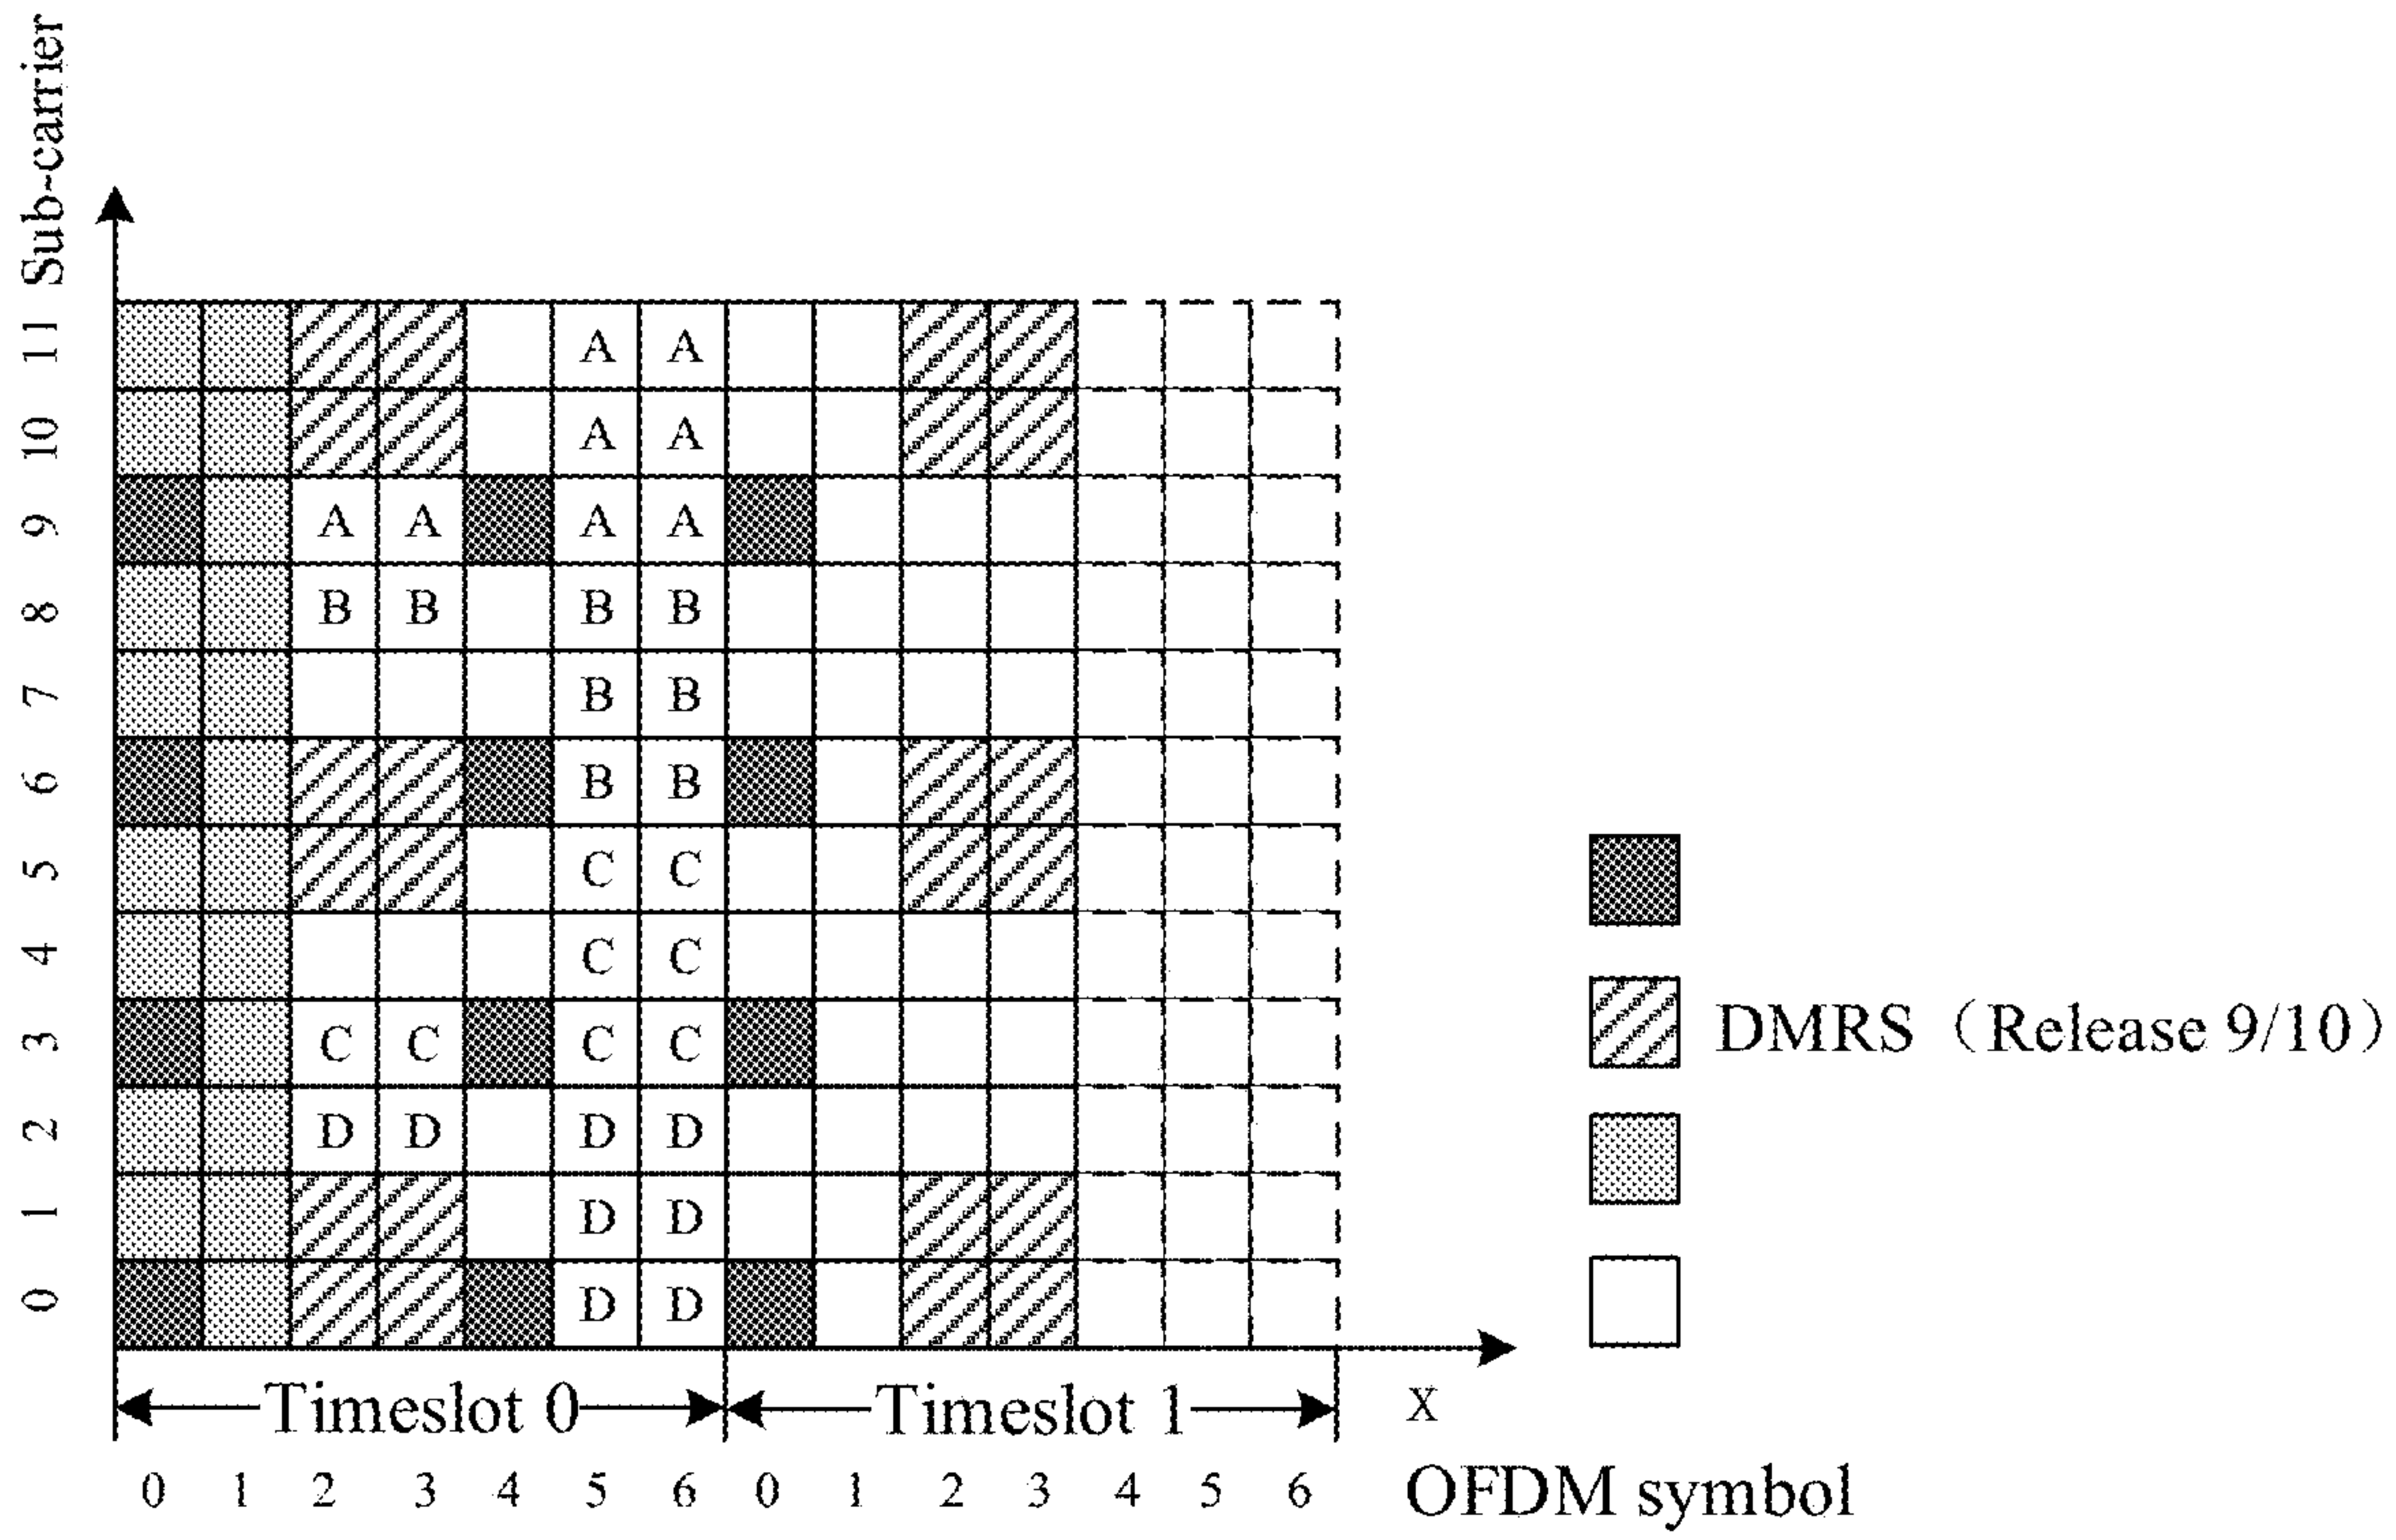 Sub-carrier
11 A A
10 A A
9 A A A A
8 B B B B
7 B B
6 B B
5 C C
4 C C
3 C C C C
2 D D D D
1 D D
0 D D
DMRS（Release 9/10）
Timeslot 0 Timeslot 1 X
0 1 2 3 4 5 6 0 1 2 3 4 5 6 OFDM symbol